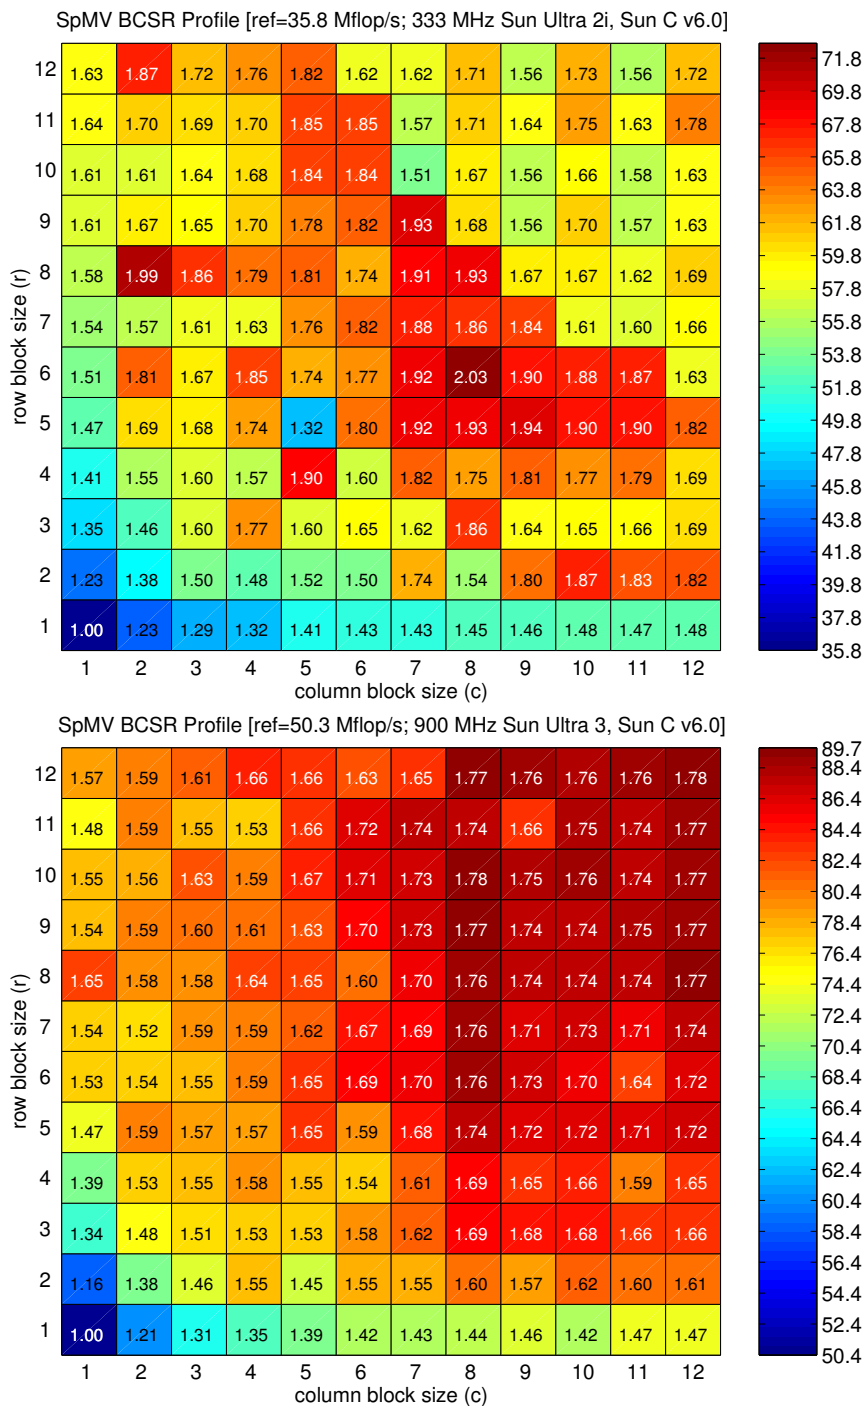 SpMV BCSR Profile [ref=35.8 Mflop/s; 333 MHz Sun Ultra 2i, Sun C v6.0]
row block size (r)
12 1.63 1.87 1.72 1.76 1.82 1.62 1.62 1.71 1.56 1.73 1.56 1.72
11 1.64 1.70 1.69 1.70 1.85 1.85 1.57 1.71 1.64 1.75 1.63 1.78
10 1.61 1.61 1.64 1.68 1.84 1.84 1.51 1.67 1.56 1.66 1.58 1.63
9 1.61 1.67 1.65 1.70 1.78 1.82 1.93 1.68 1.56 1.70 1.57 1.63
8 1.58 1.99 1.86 1.79 1.81 1.74 1.91 1.93 1.67 1.67 1.62 1.69
7 1.54 1.57 1.61 1.63 1.76 1.82 1.88 1.86 1.84 1.61 1.60 1.66
6 1.51 1.81 1.67 1.85 1.74 1.77 1.92 2.03 1.90 1.88 1.87 1.63
5 1.47 1.69 1.68 1.74 1.32 1.80 1.92 1.93 1.94 1.90 1.90 1.82
4 1.41 1.55 1.60 1.57 1.90 1.60 1.82 1.75 1.81 1.77 1.79 1.69
3 1.35 1.46 1.60 1.77 1.60 1.65 1.62 1.86 1.64 1.65 1.66 1.69
2 1.23 1.38 1.50 1.48 1.52 1.50 1.74 1.54 1.80 1.87 1.83 1.82
1 1.00 1.23 1.29 1.32 1.41 1.43 1.43 1.45 1.46 1.48 1.47 1.48
1 2 3 4 5 6 7 8 9 10 11 12
column block size (c)
71.8
69.8
67.8
65.8
63.8
61.8
59.8
57.8
55.8
53.8
51.8
49.8
47.8
45.8
43.8
41.8
39.8
37.8
35.8
SpMV BCSR Profile [ref=50.3 Mflop/s; 900 MHz Sun Ultra 3, Sun C v6.0]
row block size (r)
12 1.57 1.59 1.61 1.66 1.66 1.63 1.65 1.77 1.76 1.76 1.76 1.78
11 1.48 1.59 1.55 1.53 1.66 1.72 1.74 1.74 1.66 1.75 1.74 1.77
10 1.55 1.56 1.63 1.59 1.67 1.71 1.73 1.78 1.75 1.76 1.74 1.77
9 1.54 1.59 1.60 1.61 1.63 1.70 1.73 1.77 1.74 1.74 1.75 1.77
8 1.65 1.58 1.58 1.64 1.65 1.60 1.70 1.76 1.74 1.74 1.74 1.77
7 1.54 1.52 1.59 1.59 1.62 1.67 1.69 1.76 1.71 1.73 1.71 1.74
6 1.53 1.54 1.55 1.59 1.65 1.69 1.70 1.76 1.73 1.70 1.64 1.72
5 1.47 1.59 1.57 1.57 1.65 1.59 1.68 1.74 1.72 1.72 1.71 1.72
4 1.39 1.53 1.55 1.58 1.55 1.54 1.61 1.69 1.65 1.66 1.59 1.65
3 1.34 1.48 1.51 1.53 1.53 1.58 1.62 1.69 1.68 1.68 1.66 1.66
2 1.16 1.38 1.46 1.55 1.45 1.55 1.55 1.60 1.57 1.62 1.60 1.61
1 1.00 1.21 1.31 1.35 1.39 1.42 1.43 1.44 1.46 1.42 1.47 1.47
1 2 3 4 5 6 7 8 9 10 11 12
column block size (c)
89.7
88.4
86.4
84.4
82.4
80.4
78.4
76.4
74.4
72.4
70.4
68.4
66.4
64.4
62.4
60.4
58.4
56.4
54.4
52.4
50.4